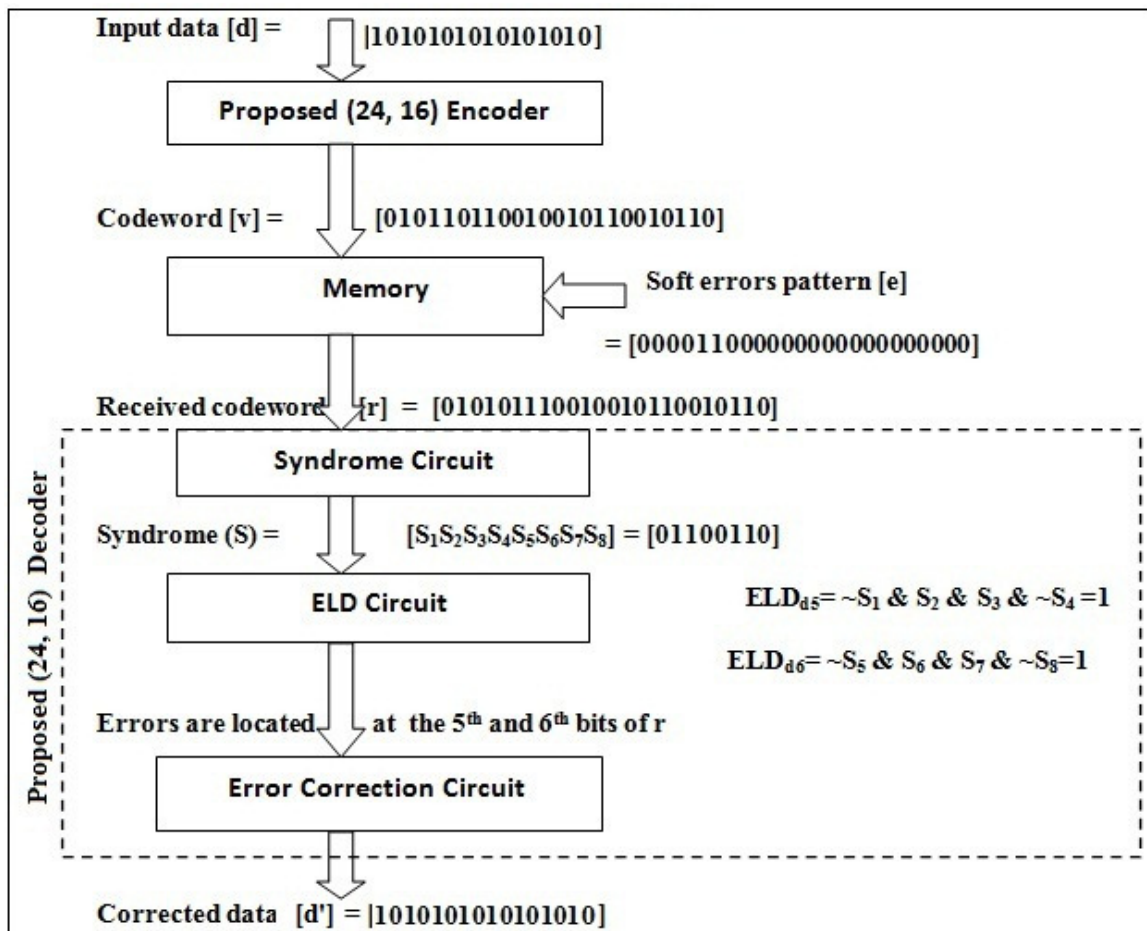 Input data [d] = |1010101010101010]
Proposed (24, 16) Encoder
Codeword [v] = [010110110010010110010110]
Memory
Soft errors pattern [e]
= [000011000000000000000000]
Received codeword [r] = [010101110010010110010110]
Syndrome Circuit
Syndrome (S) = [S₁S₂S₃S₄S₅S₆S₇S₈] = [01100110]
ELD Circuit
ELD_d5= ~S₁ & S₂ & S₃ & ~S₄ =1
ELD_d6= ~S₅ & S₆ & S₇ & ~S₈=1
Errors are located at the 5th and 6th bits of r
Error Correction Circuit
Proposed (24, 16) Decoder
Corrected data [d'] = |1010101010101010]